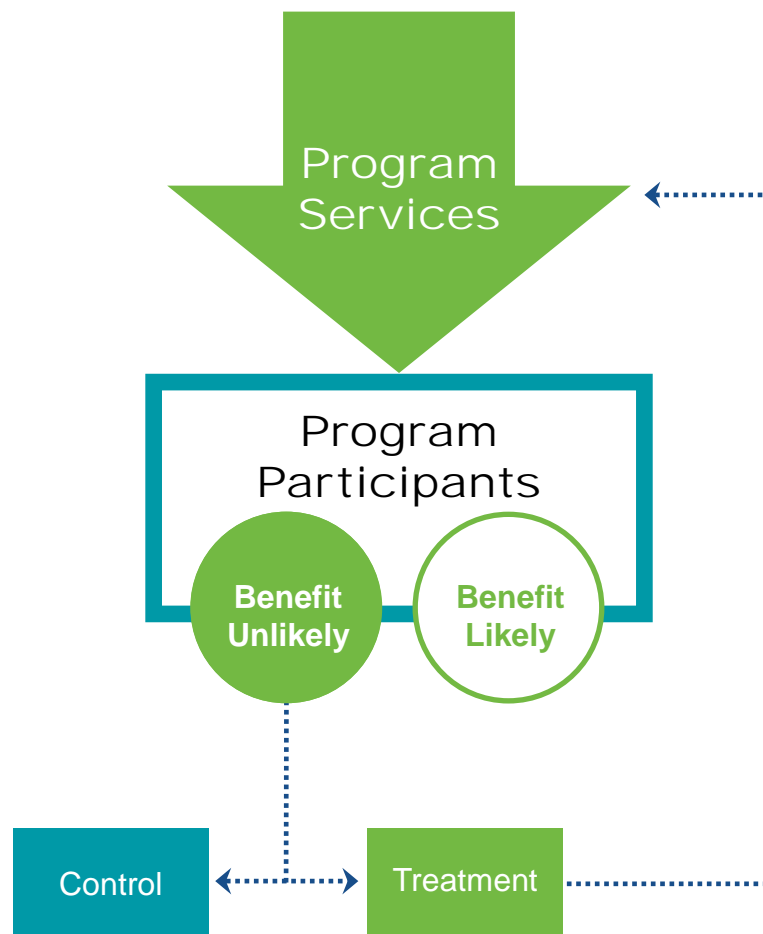 Program
Services
Program
Participants
Benefit
Unlikely
Benefit
Likely
Control
Treatment